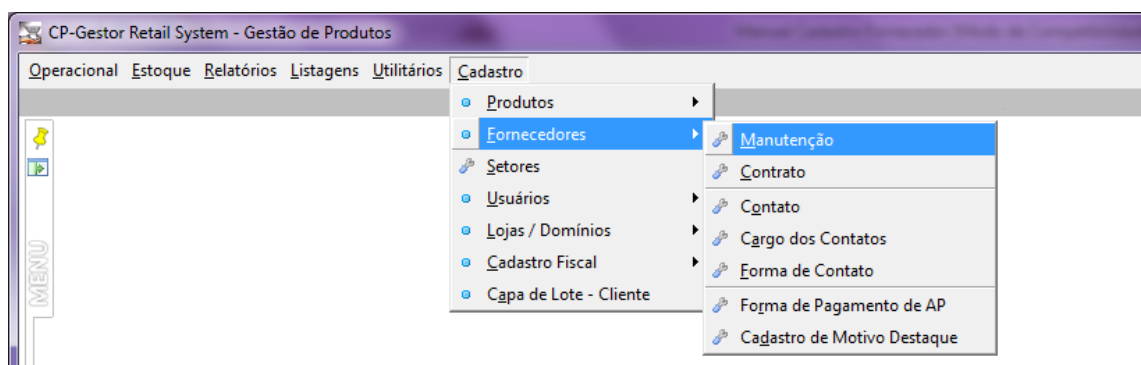 CP-Gestor Retail System - Gestão de Produtos
Operacional Estoque Relatórios Listagens Utilitários Cadastro
Produtos
Fornecedores
Setores
Usuários
Lojas / Domínios
Cadastro Fiscal
Capa de Lote - Cliente
Manutenção
Contrato
Contato
Cargo dos Contatos
Forma de Contato
Forma de Pagamento de AP
Cadastro de Motivo Destaque
MENU